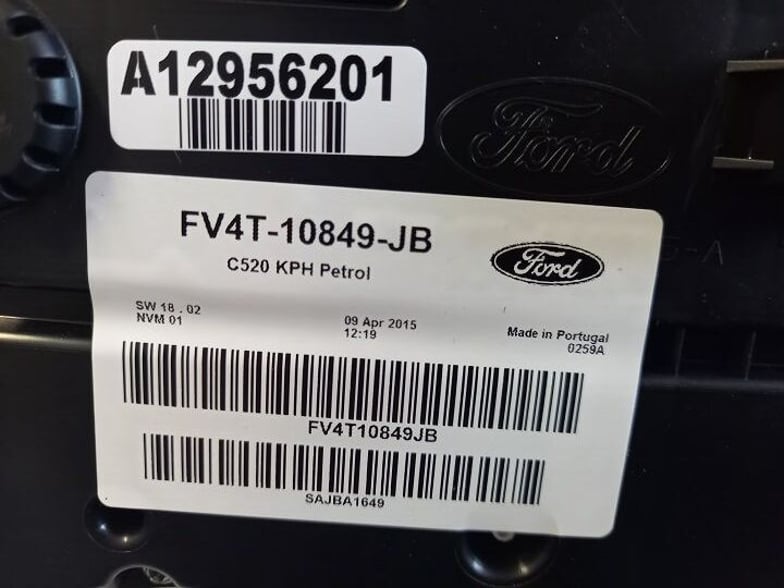 A12956201
Ford
FV4T-10849-JB
C520 KPH Petrol
Ford
SW 18 . 02
NVM 01
09 Apr 2015
12:19
Made in Portugal
0259A
FV4T10849JB
SAJBA1649